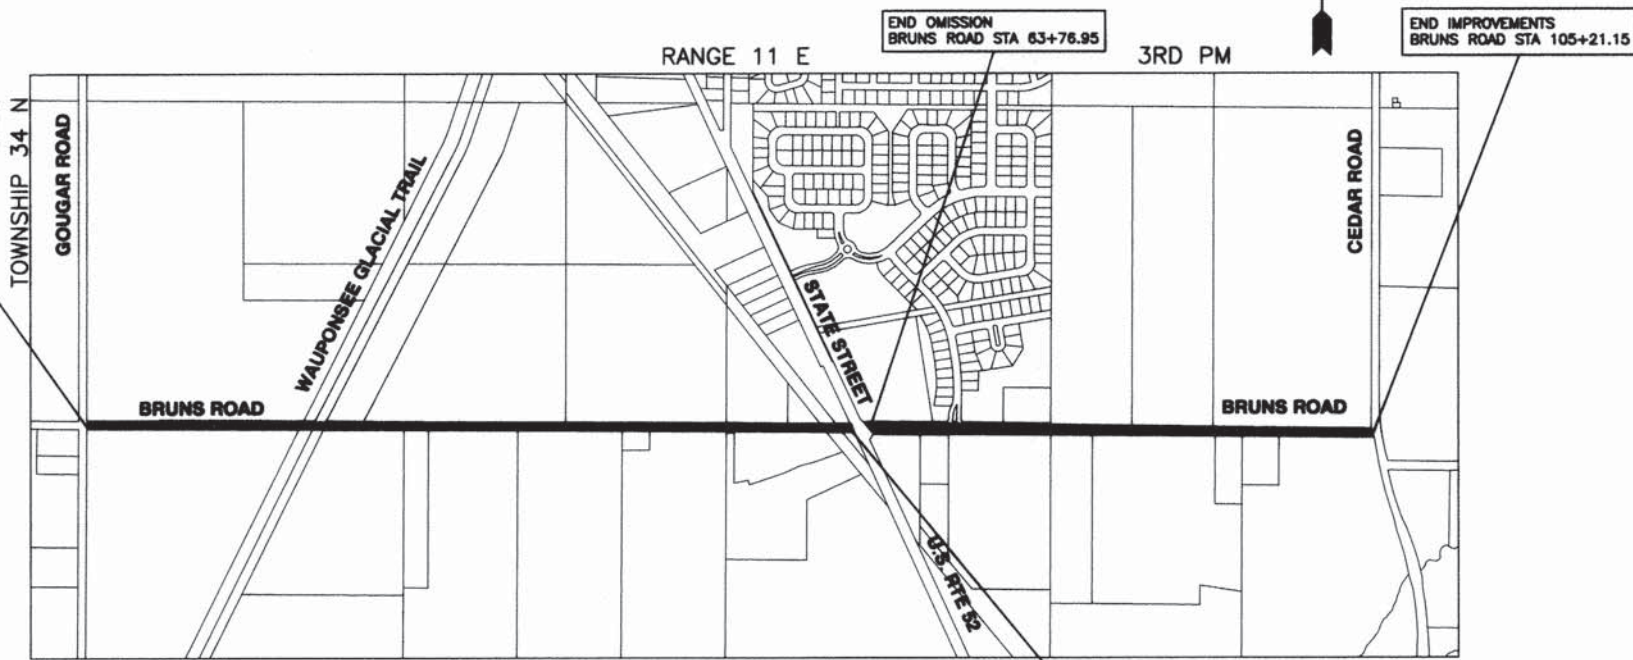 END OMISSION
BRUNS ROAD STA 63+76.95
END IMPROVEMENTS
BRUNS ROAD STA 105+21.15
RANGE 11 E
3RD PM
TOWNSHIP 34 N
GOUGAR ROAD
WAUPONSEE GLACIAL TRAIL
STATE STREET
CEDAR ROAD
BRUNS ROAD
BRUNS ROAD
U.S. RTE 52